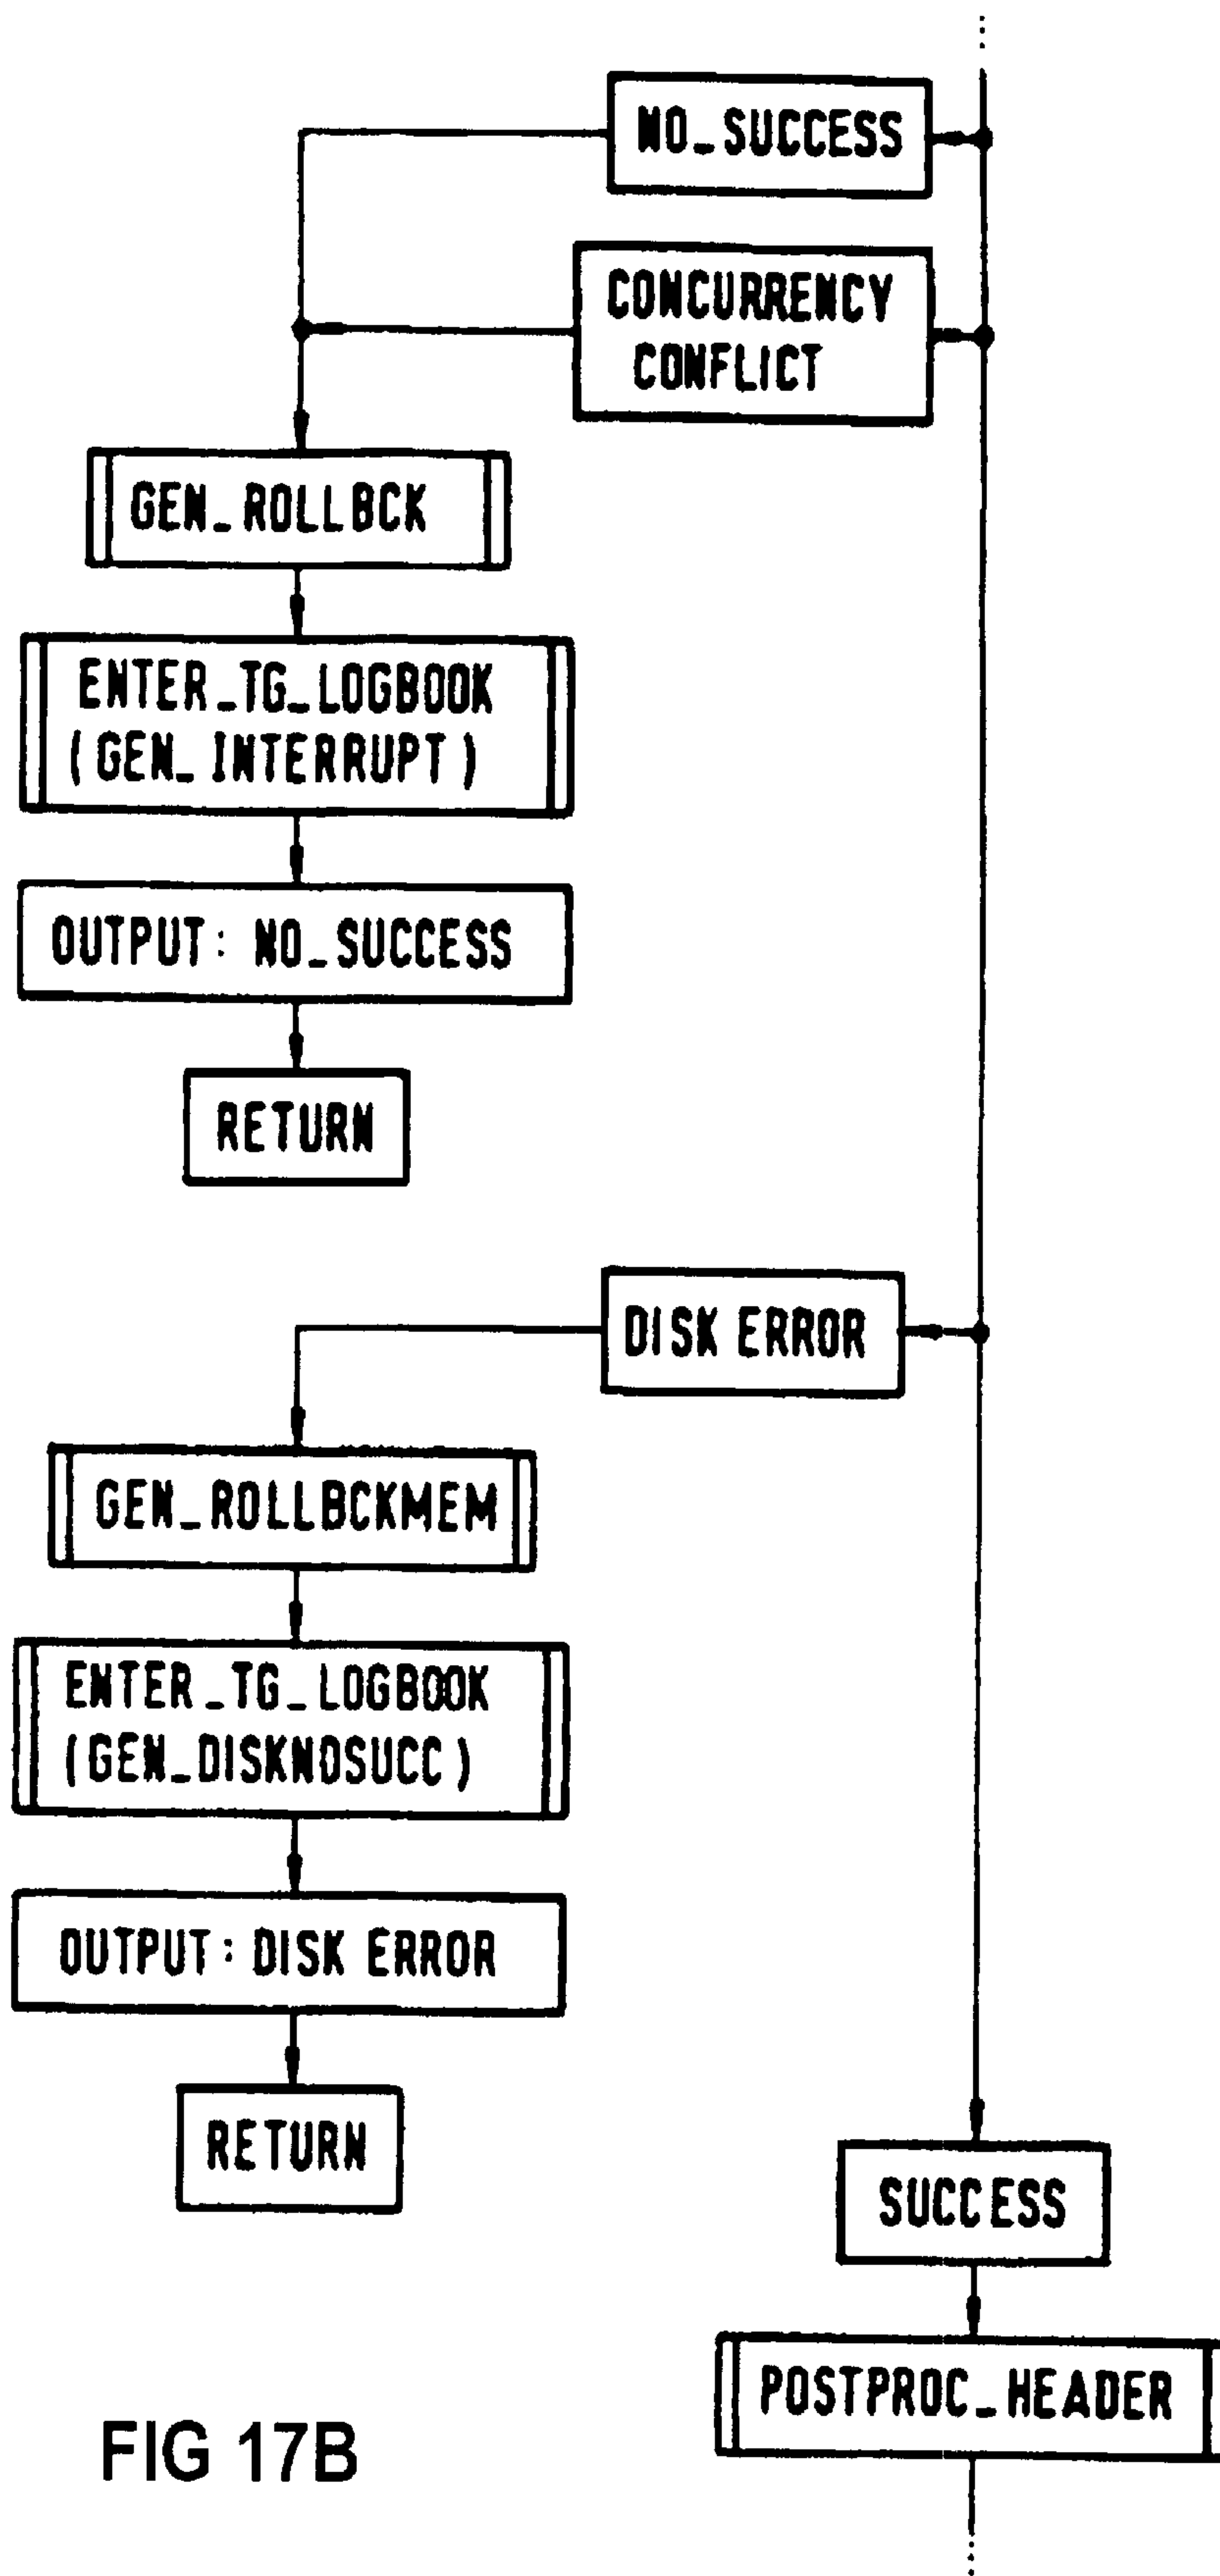 NO_SUCCESS
CONCURRENCY
CONFLICT
GEN_ROLLBCK
ENTER_TG_LOGBOOK
(GEN_INTERRUPT)
OUTPUT: NO_SUCCESS
RETURN
DISK ERROR
GEN_ROLLBCKMEM
ENTER_TG_LOGBOOK
(GEN_DISKNOSUCC)
OUTPUT: DISK ERROR
RETURN
SUCCESS
POSTPROC_HEADER
FIG 17B